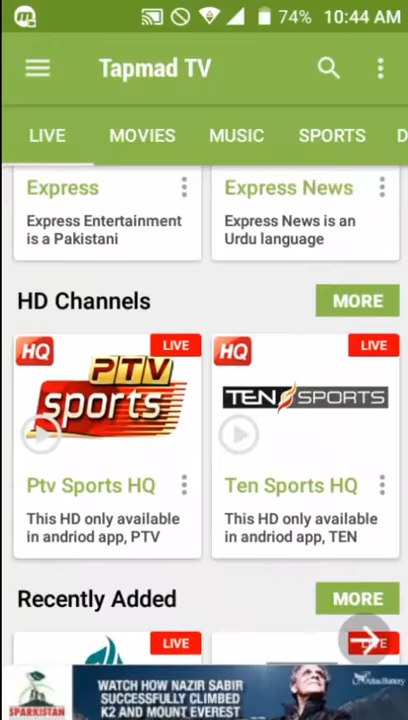 74% 10:44 AM
Tapmad TV
LIVE MOVIES MUSIC SPORTS D
Express
Express Entertainment
is a Pakistani
Express News
Express News is an
Urdu language
HD Channels
MORE
HQ
LIVE
PTV
sports
Ptv Sports HQ
This HD only available
in andriod app, PTV
HQ
LIVE
TEN SPORTS
Ten Sports HQ
This HD only available
in andriod app, TEN
Recently Added
MORE
LIVE
LIVE
SPARKISTAN
WATCH HOW NAZIR SABIR
SUCCESSFULLY CLIMBED
K2 AND MOUNT EVEREST